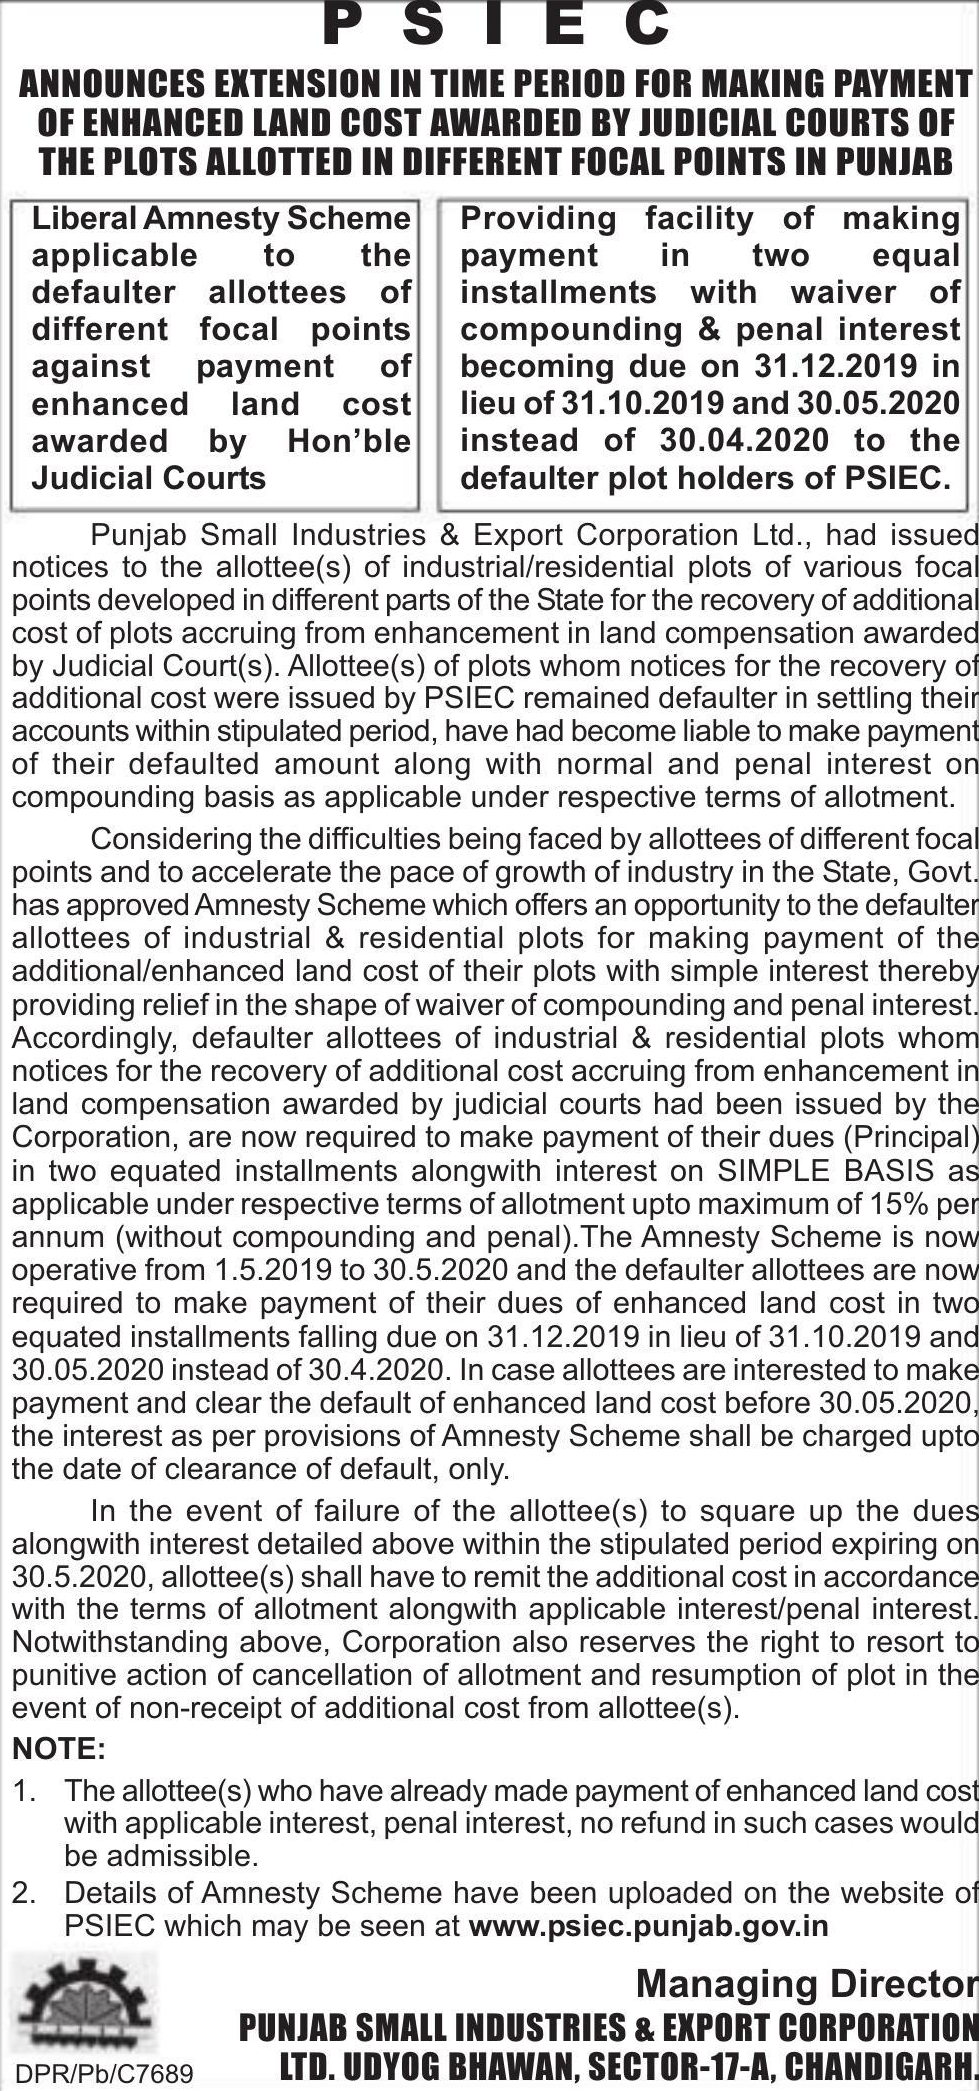 P S I E C
ANNOUNCES EXTENSION IN TIME PERIOD FOR MAKING PAYMENT
OF ENHANCED LAND COST AWARDED BY JUDICIAL COURTS OF
THE PLOTS ALLOTTED IN DIFFERENT FOCAL POINTS IN PUNJAB
Liberal Amnesty Scheme
applicable to the
defaulter allottees of
different focal points
against payment of
enhanced land cost
awarded by Hon'ble
Judicial Courts
Providing facility of making
payment in two equal
installments with waiver of
compounding & penal interest
becoming due on 31.12.2019 in
lieu of 31.10.2019 and 30.05.2020
instead of 30.04.2020 to the
defaulter plot holders of PSIEC.
Punjab Small Industries & Export Corporation Ltd., had issued
notices to the allottee(s) of industrial/residential plots of various focal
points developed in different parts of the State for the recovery of additional
cost of plots accruing from enhancement in land compensation awarded
by Judicial Court(s). Allottee(s) of plots whom notices for the recovery of
additional cost were issued by PSIEC remained defaulter in settling their
accounts within stipulated period, have had become liable to make payment
of their defaulted amount along with normal and penal interest on
compounding basis as applicable under respective terms of allotment.
Considering the difficulties being faced by allottees of different focal
points and to accelerate the pace of growth of industry in the State, Govt.
has approved Amnesty Scheme which offers an opportunity to the defaulter
allottees of industrial & residential plots for making payment of the
additional/enhanced land cost of their plots with simple interest thereby
providing relief in the shape of waiver of compounding and penal interest.
Accordingly, defaulter allottees of industrial & residential plots whom
notices for the recovery of additional cost accruing from enhancement in
land compensation awarded by judicial courts had been issued by the
Corporation, are now required to make payment of their dues (Principal)
in two equated installments alongwith interest on SIMPLE BASIS as
applicable under respective terms of allotment upto maximum of 15% per
annum (without compounding and penal).The Amnesty Scheme is now
operative from 1.5.2019 to 30.5.2020 and the defaulter allottees are now
required to make payment of their dues of enhanced land cost in two
equated installments falling due on 31.12.2019 in lieu of 31.10.2019 and
30.05.2020 instead of 30.4.2020. In case allottees are interested to make
payment and clear the default of enhanced land cost before 30.05.2020,
the interest as per provisions of Amnesty Scheme shall be charged upto
the date of clearance of default, only.
In the event of failure of the allottee(s) to square up the dues
alongwith interest detailed above within the stipulated period expiring on
30.5.2020, allottee(s) shall have to remit the additional cost in accordance
with the terms of allotment alongwith applicable interest/penal interest.
Notwithstanding above, Corporation also reserves the right to resort to
punitive action of cancellation of allotment and resumption of plot in the
event of non-receipt of additional cost from allottee(s).
NOTE:
1. The allottee(s) who have already made payment of enhanced land cost
with applicable interest, penal interest, no refund in such cases would
be admissible.
2. Details of Amnesty Scheme have been uploaded on the website of
PSIEC which may be seen at www.psiec.punjab.gov.in
Managing Director
PUNJAB SMALL INDUSTRIES & EXPORT CORPORATION
LTD. UDYOG BHAWAN, SECTOR-17-A, CHANDIGARH
DPR/Pb/C7689